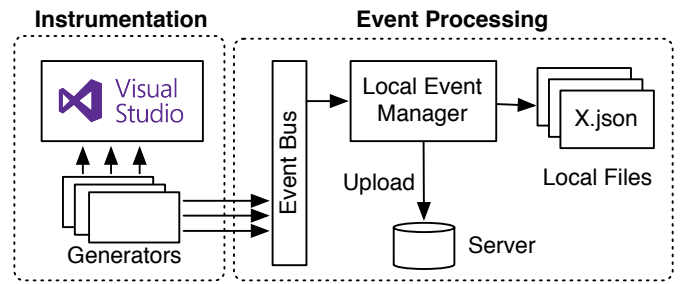 Instrumentation
Event Processing
Visual
Studio
Generators
Event Bus
Local Event
Manager
Upload
Server
X.json
Local Files